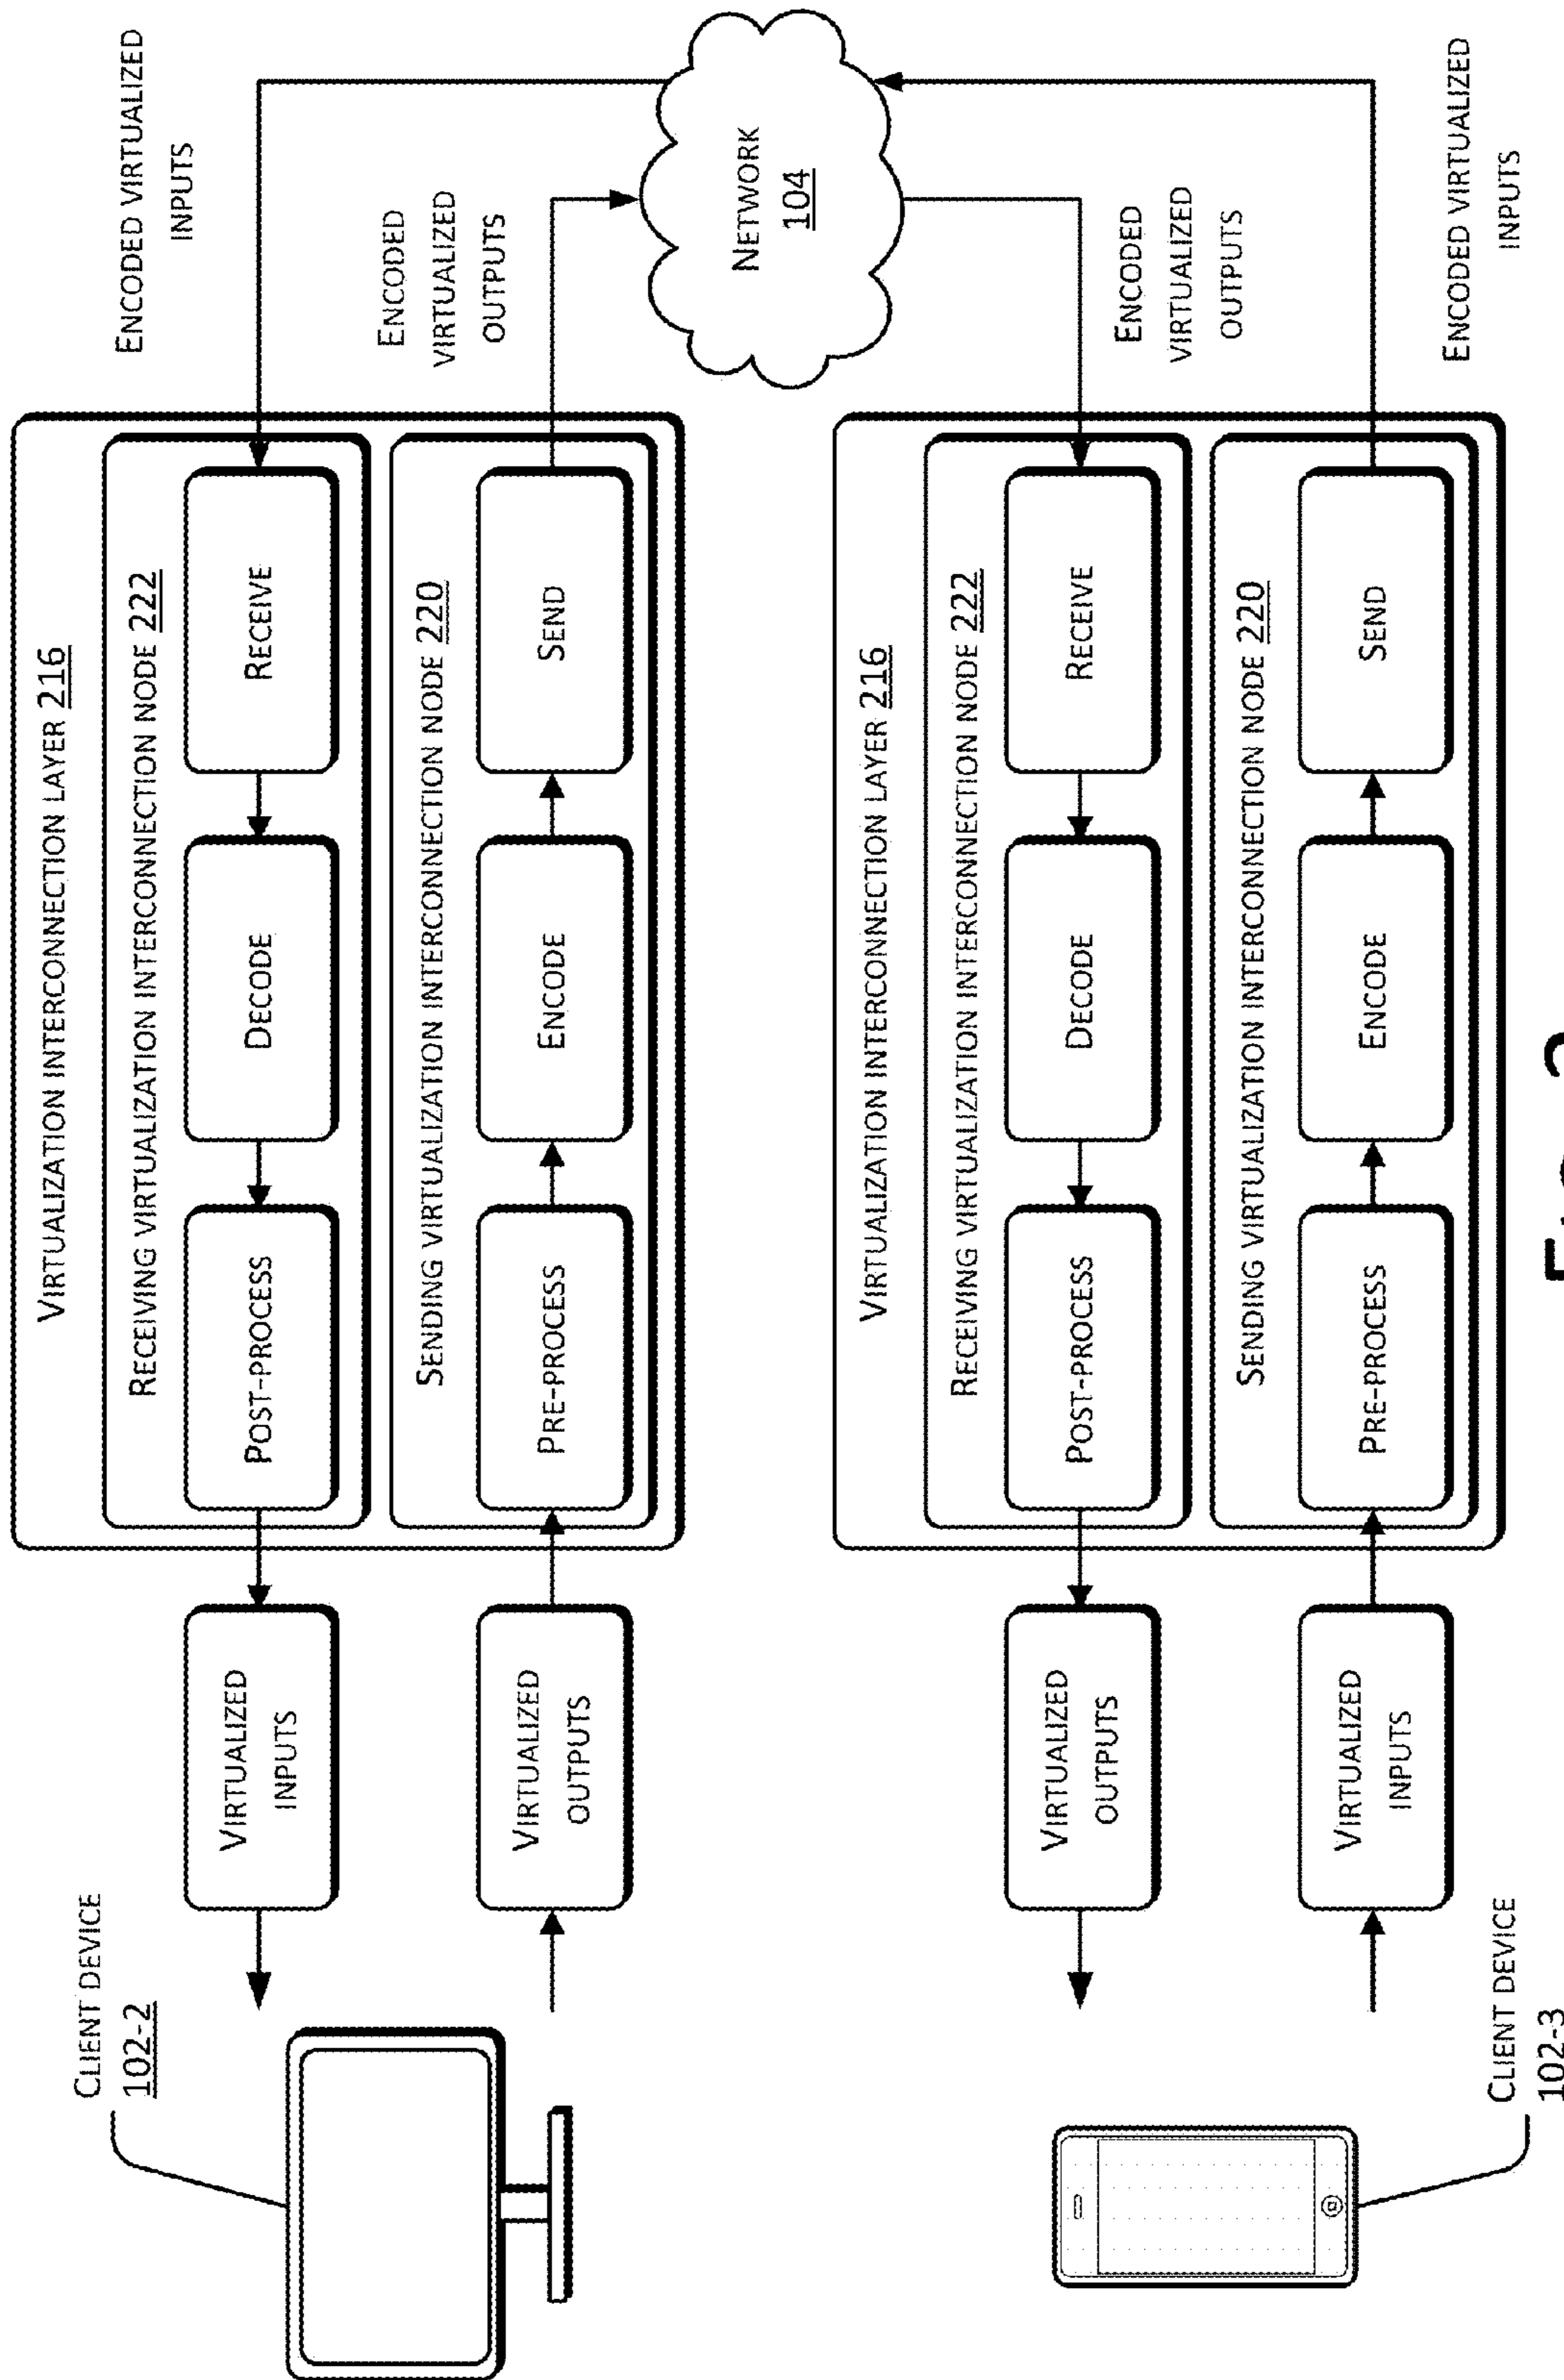 VIRTUALIZATION INTERCONNECTION LAYER 216
CLIENT DEVICE
102-2
RECEIVING VIRTUALIZATION INTERCONNECTION NODE 222
ENCODED VIRTUALIZED
INPUTS
VIRTUALIZED
INPUTS
POST-PROCESS
DECODE
RECEIVE
SENDING VIRTUALIZATION INTERCONNECTION NODE 220
ENCODED
VIRTUALIZED
OUTPUTS
VIRTUALIZED
OUTPUTS
PRE-PROCESS
ENCODE
SEND
NETWORK
104
VIRTUALIZATION INTERCONNECTION LAYER 216
RECEIVING VIRTUALIZATION INTERCONNECTION NODE 222
VIRTUALIZED
OUTPUTS
POST-PROCESS
DECODE
RECEIVE
ENCODED
VIRTUALIZED
OUTPUTS
SENDING VIRTUALIZATION INTERCONNECTION NODE 220
VIRTUALIZED
INPUTS
PRE-PROCESS
ENCODE
SEND
ENCODED VIRTUALIZED
INPUTS
CLIENT DEVICE
102-3